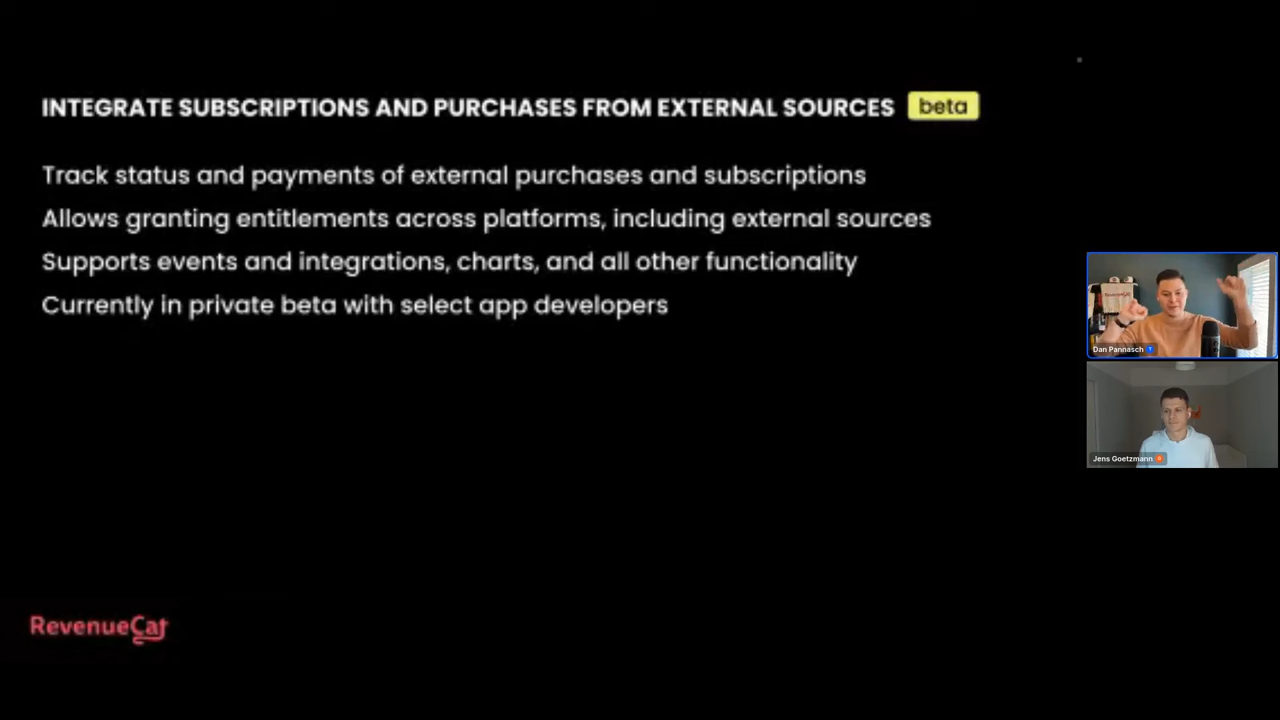 INTEGRATE SUBSCRIPTIONS AND PURCHASES FROM EXTERNAL SOURCES beta
Track status and payments of external purchases and subscriptions
Allows granting entitlements across platforms, including external sources
Supports events and integrations, charts, and all other functionality
Currently in private beta with select app developers
RevenueCat
Dan Pannasch
Jens Goetzmann
RevenueCat